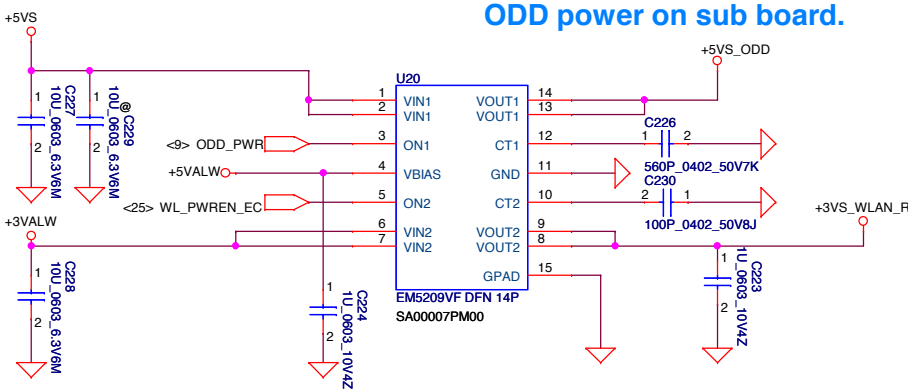 ODD power on sub board.
+5VS
+5VS_ODD
U20
1 VIN1 VOUT1 14
2 VIN1 VOUT1 13
<9> ODD_PWR 3 ON1 CT1 12
+5VALW 4 VBIAS GND 11
<25> WL_PWREN_EC 5 ON2 CT2 10
6 VIN2 VOUT2 9
7 VIN2 VOUT2 8
GPAD 15
EM5209VF DFN 14P
SA00007PM00
1 2
C227
10U_0603_6.3V6M
1 2
@
C229
10U_0603_6.3V6M
C226
1 2
560P_0402_50V7K
C230
2 1
100P_0402_50V8J
+3VS_WLAN_R
+3VALW
1 2
C228
10U_0603_6.3V6M
1 2
C224
1U_0603_10V4Z
1 2
C223
1U_0603_10V4Z